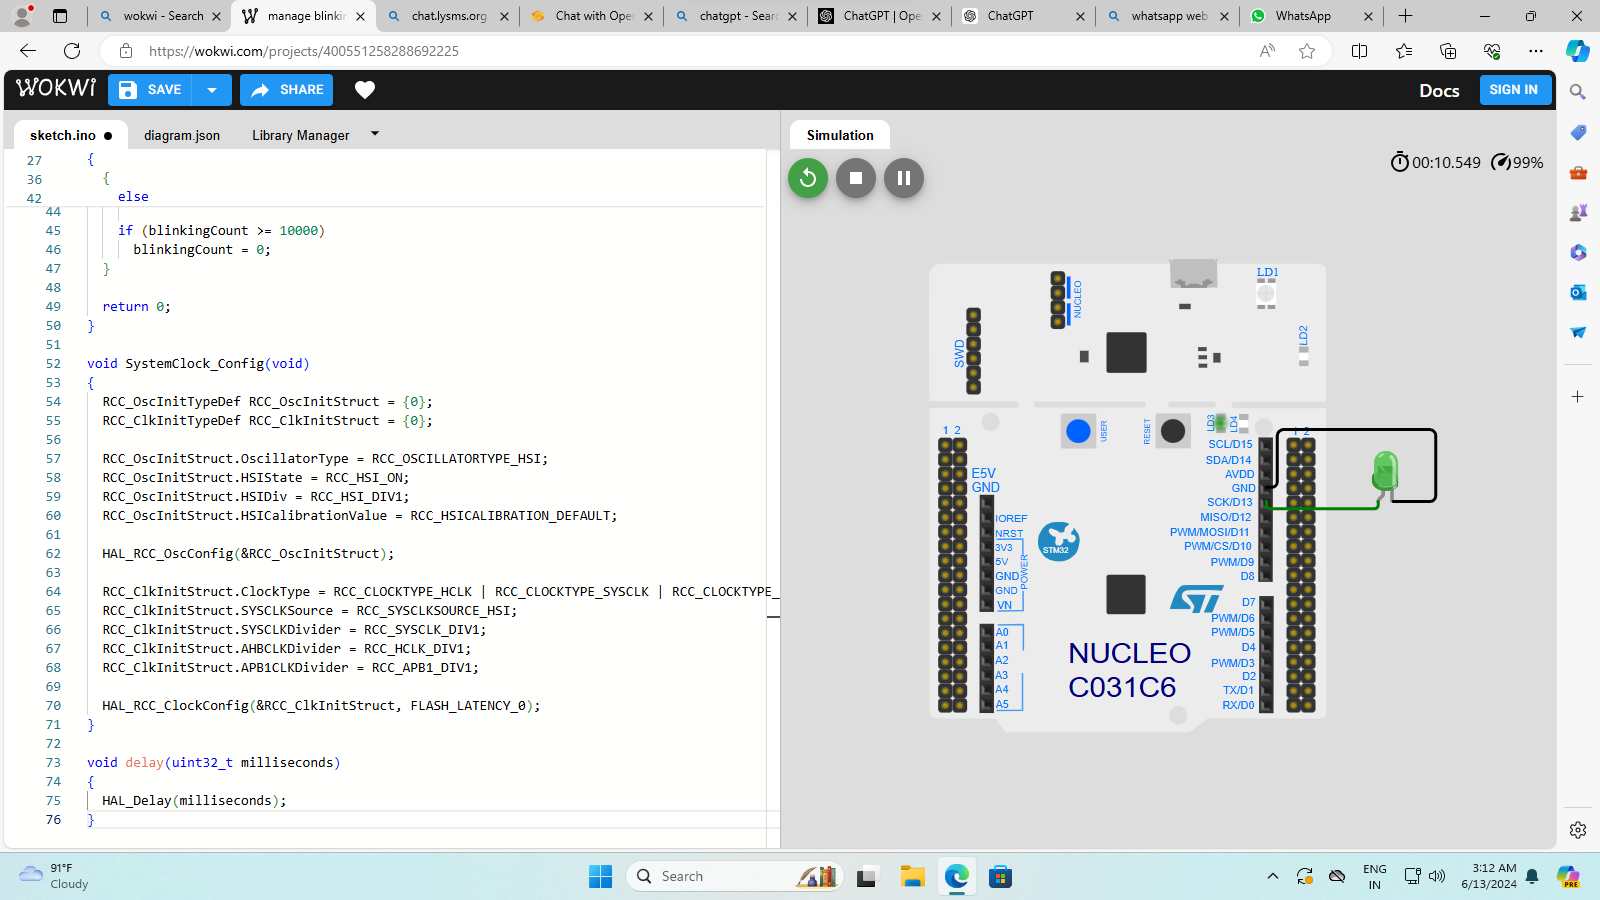 wokwi - Search
manage blinkin
chat.lysms.org
Chat with Oper
chatgpt - Sear
ChatGPT | Ope
ChatGPT
whatsapp web
WhatsApp
https://wokwi.com/projects/400551258288692225
WOKWI
SAVE
SHARE
Docs
SIGN IN
sketch.ino
diagram.json
Library Manager
27 {
36 {
42 else
44
45 if (blinkingCount >= 10000)
46 blinkingCount = 0;
47 }
48
49 return 0;
50 }
51
52 void SystemClock_Config(void)
53 {
54 RCC_OscInitTypeDef RCC_OscInitStruct = {0};
55 RCC_ClkInitTypeDef RCC_ClkInitStruct = {0};
56
57 RCC_OscInitStruct.OscillatorType = RCC_OSCILLATORTYPE_HSI;
58 RCC_OscInitStruct.HSIState = RCC_HSI_ON;
59 RCC_OscInitStruct.HSIDiv = RCC_HSI_DIV1;
60 RCC_OscInitStruct.HSICalibrationValue = RCC_HSICALIBRATION_DEFAULT;
61
62 HAL_RCC_OscConfig(&RCC_OscInitStruct);
63
64 RCC_ClkInitStruct.ClockType = RCC_CLOCKTYPE_HCLK | RCC_CLOCKTYPE_SYSCLK | RCC_CLOCKTYPE_
65 RCC_ClkInitStruct.SYSCLKSource = RCC_SYSCLKSOURCE_HSI;
66 RCC_ClkInitStruct.SYSCLKDivider = RCC_SYSCLK_DIV1;
67 RCC_ClkInitStruct.AHBCLKDivider = RCC_HCLK_DIV1;
68 RCC_ClkInitStruct.APB1CLKDivider = RCC_APB1_DIV1;
69
70 HAL_RCC_ClockConfig(&RCC_ClkInitStruct, FLASH_LATENCY_0);
71 }
72
73 void delay(uint32_t milliseconds)
74 {
75 HAL_Delay(milliseconds);
76 }
Simulation
00:10.549
99%
NUCLEO
LD1
SWD
LD2
USER
RESET
LD3
LD4
1 2
1 2
E5V
GND
IOREF
NRST
3V3
5V
GND
GND
VN
POWER
A0
A1
A2
A3
A4
A5
STM32
NUCLEO
C031C6
SCL/D15
SDA/D14
AVDD
GND
SCK/D13
MISO/D12
PWM/MOSI/D11
PWM/CS/D10
PWM/D9
D8
D7
PWM/D6
PWM/D5
D4
PWM/D3
D2
TX/D1
RX/D0
91°F
Cloudy
Search
ENG
IN
3:12 AM
6/13/2024
PRE